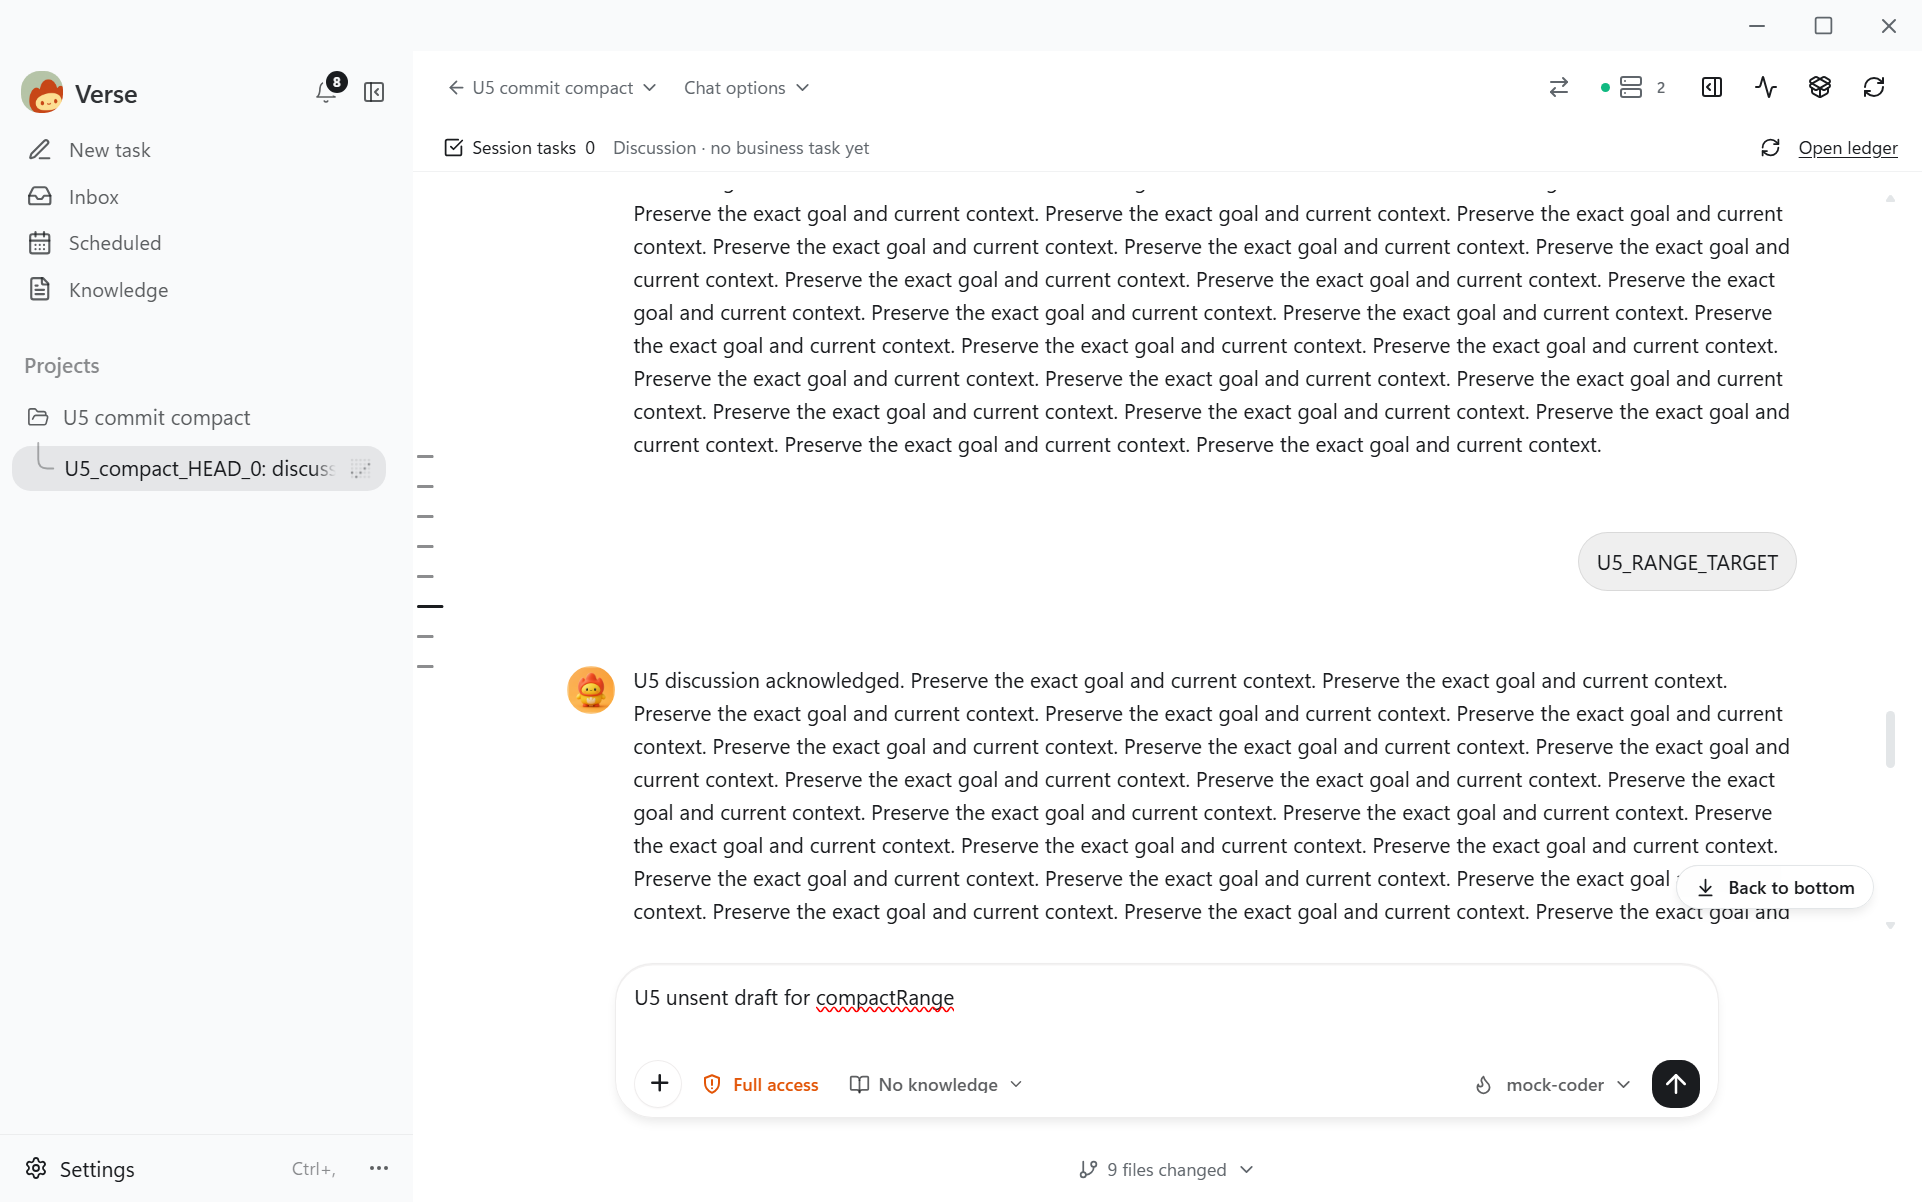 Verse
8
New task
Inbox
Scheduled
Knowledge
Projects
U5 commit compact
U5_compact_HEAD_0: discus
Settings
Ctrl+,
U5 commit compact
Chat options
2
Session tasks 0
Discussion · no business task yet
Open ledger
Preserve the exact goal and current context. Preserve the exact goal and current context. Preserve the exact goal and current
context. Preserve the exact goal and current context. Preserve the exact goal and current context. Preserve the exact goal and
current context. Preserve the exact goal and current context. Preserve the exact goal and current context. Preserve the exact
goal and current context. Preserve the exact goal and current context. Preserve the exact goal and current context. Preserve
the exact goal and current context. Preserve the exact goal and current context. Preserve the exact goal and current context.
Preserve the exact goal and current context. Preserve the exact goal and current context. Preserve the exact goal and current
context. Preserve the exact goal and current context. Preserve the exact goal and current context. Preserve the exact goal and
current context. Preserve the exact goal and current context. Preserve the exact goal and current context.
U5_RANGE_TARGET
U5 discussion acknowledged. Preserve the exact goal and current context. Preserve the exact goal and current context.
Preserve the exact goal and current context. Preserve the exact goal and current context. Preserve the exact goal and current
context. Preserve the exact goal and current context. Preserve the exact goal and current context. Preserve the exact goal and
current context. Preserve the exact goal and current context. Preserve the exact goal and current context. Preserve the exact
goal and current context. Preserve the exact goal and current context. Preserve the exact goal and current context. Preserve
the exact goal and current context. Preserve the exact goal and current context. Preserve the exact goal and current context.
Preserve the exact goal and current context. Preserve the exact goal and current context. Preserve the exact goal
context. Preserve the exact goal and current context. Preserve the exact goal and current context. Preserve the exact goal and
Back to bottom
U5 unsent draft for compactRange
Full access
No knowledge
mock-coder
9 files changed